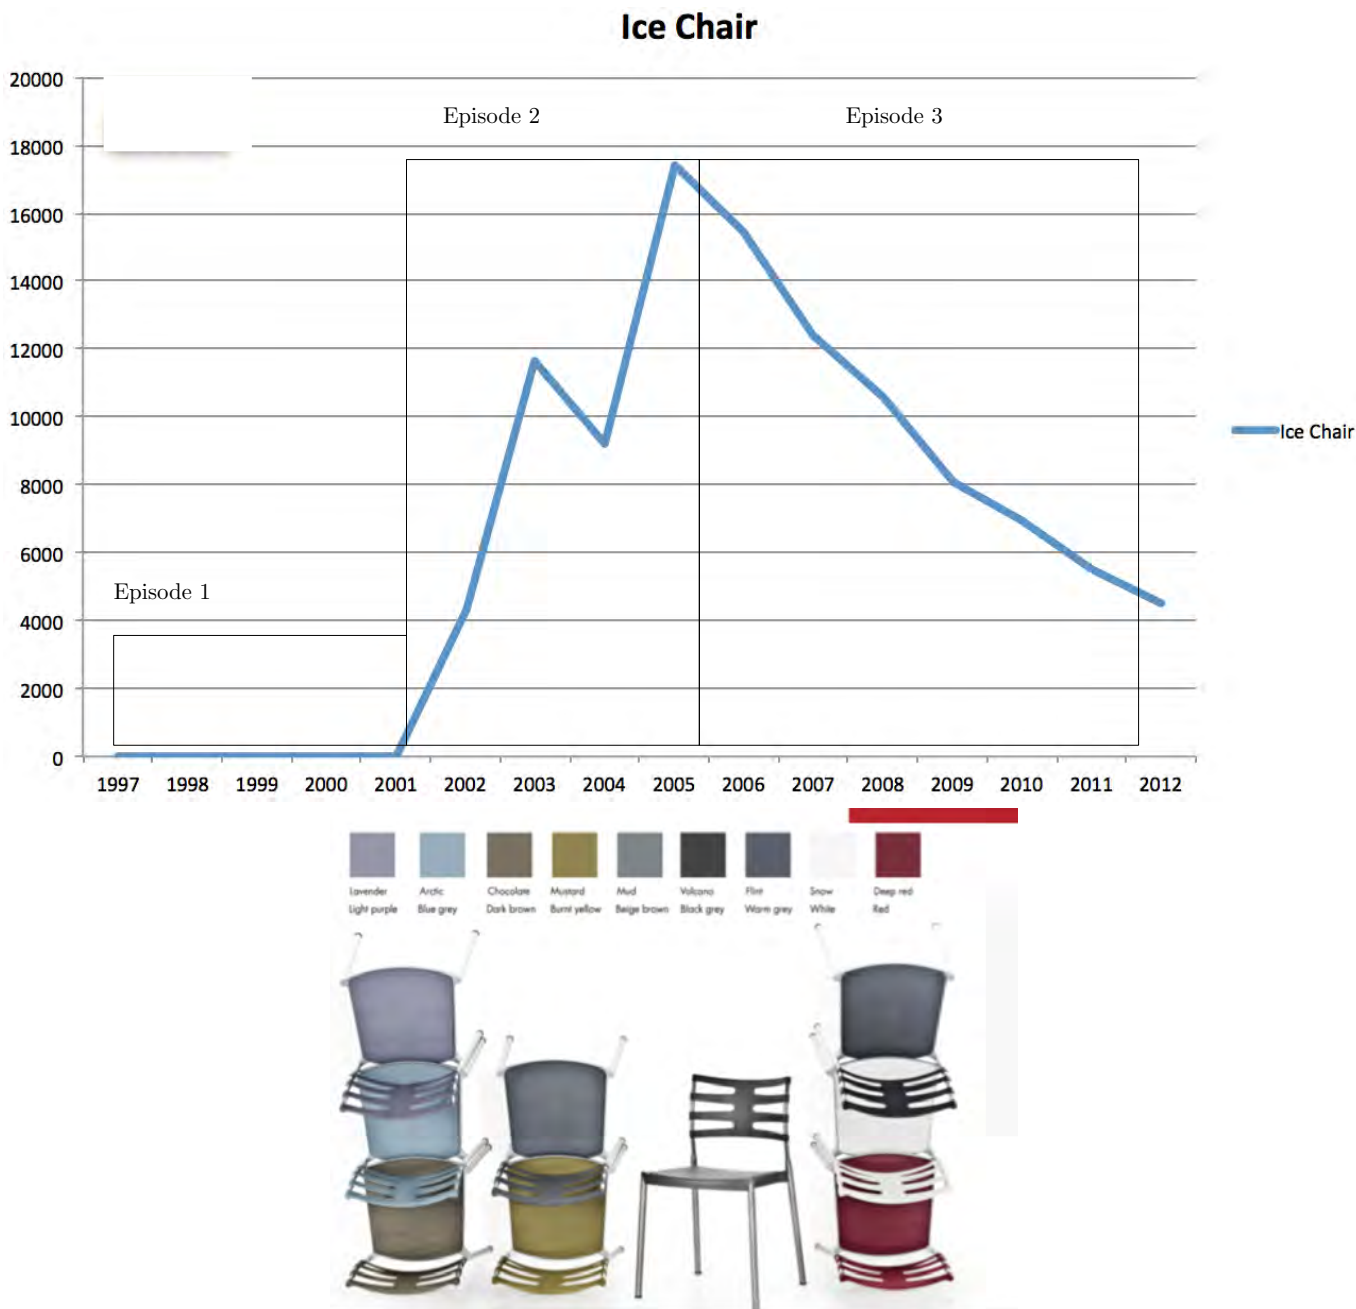 Ice Chair
20000
Episode 2 Episode 3
18000
16000
14000
12000
10000
Ice Chair
8000
6000
Episode 1
4000
2000
0
1997 1998 1999 2000 2001 2002 2003 2004 2005 2006 2007 2008 2009 2010 2011 2012
Lavender Arctic Chocolate Mustard Mud Volcano Flint Snow Deep red
Light purple Blue grey Dark brown Burnt yellow Beige brown Black grey Warm grey White Red